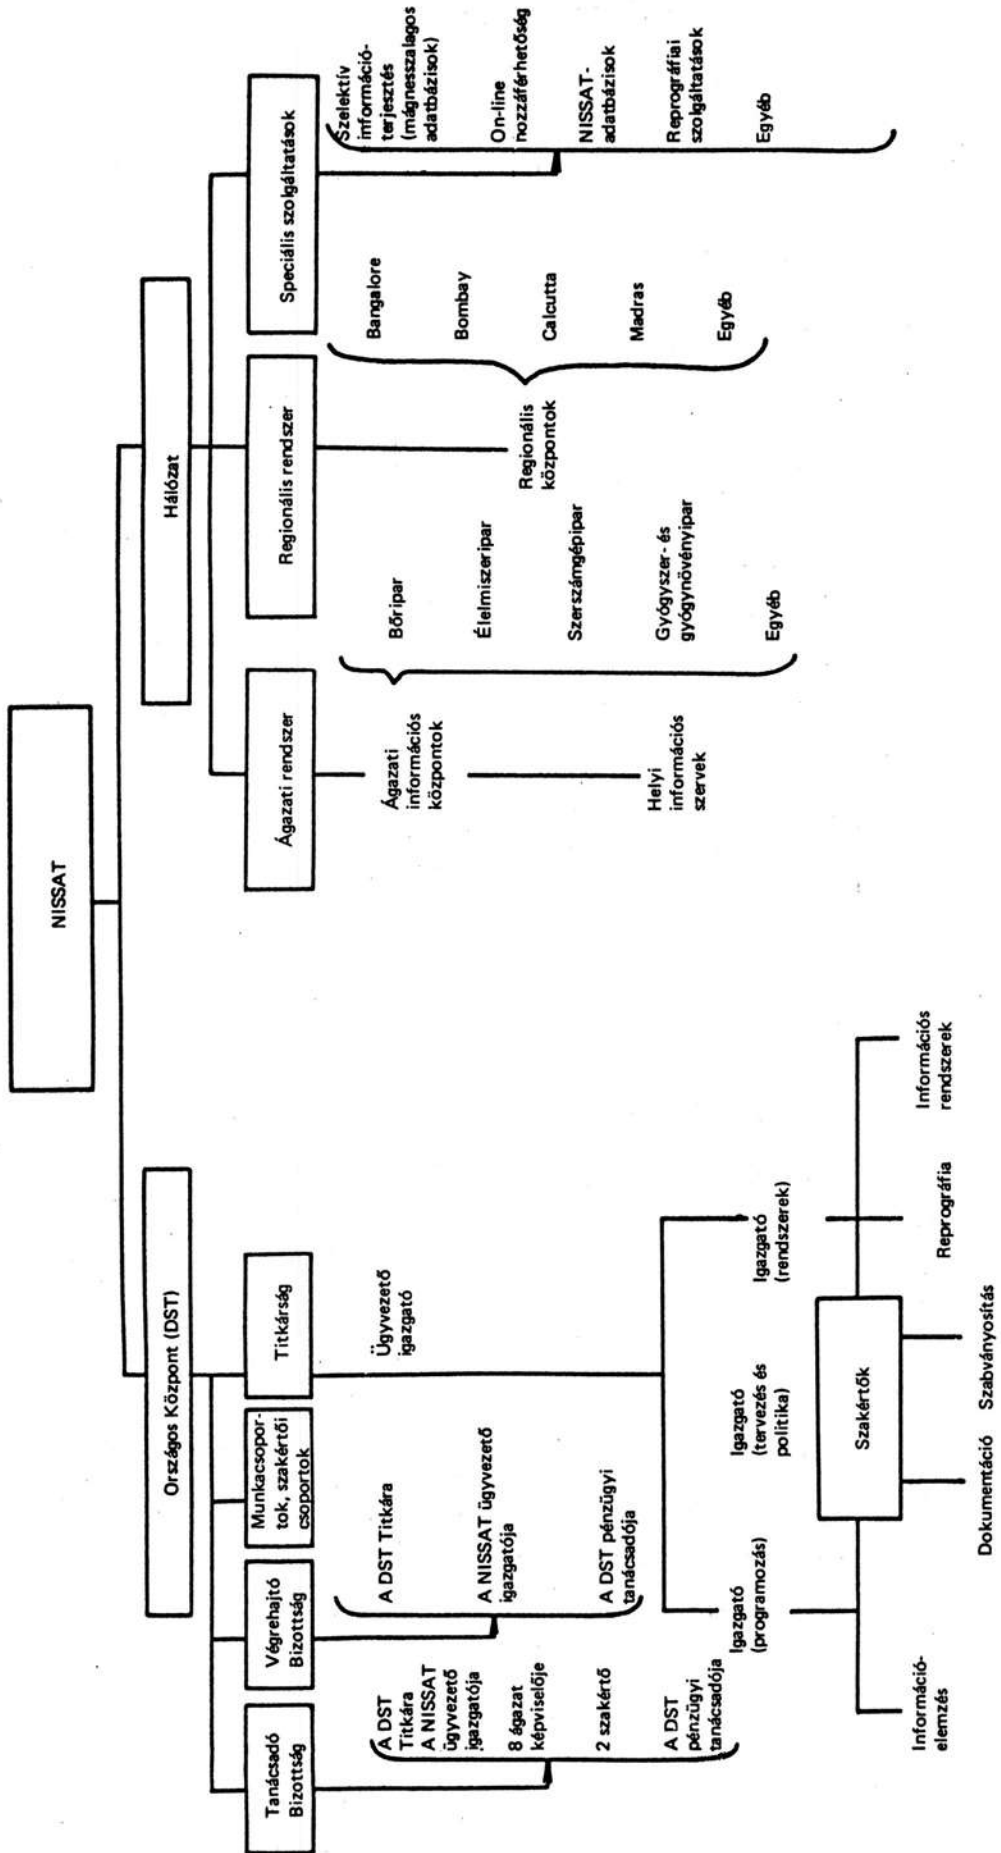 NISSAT
Országos Központ (DST)
Hálózat
Tanácsadó
Bizottság
Végrehajtó
Bizottság
Munkacsopor-
tok, szakértői
csoportok
Titkárság
Ágazati rendszer
Regionális rendszer
Speciális szolgáltatások
A DST
Titkára
A NISSAT
ügyvezető
igazgatója
8 ágazat
képviselője
2 szakértő
A DST
pénzügyi
tanácsadója
A DST Titkára
A NISSAT ügyvezető
igazgatója
A DST pénzügyi
tanácsadója
Ügyvezető
igazgató
Igazgató
(programozás)
Igazgató
(tervezés és
politika)
Igazgató
(rendszerek)
Szakértők
Információ-
elemzés
Dokumentáció
Szabványosítás
Reprográfia
Információs
rendszerek
Ágazati
információs
központok
Helyi
információs
szervek
Bőripar
Élelmiszeripar
Szerszámgépipar
Gyógyszer- és
gyógynövényipar
Egyéb
Regionális
központok
Bangalore
Bombay
Calcutta
Madras
Egyéb
Szelektív
információ-
terjesztés
(mágnesszalagos
adatbázisok)
On-line
hozzáférhetőség
NISSAT-
adatbázisok
Reprográfiai
szolgáltatások
Egyéb